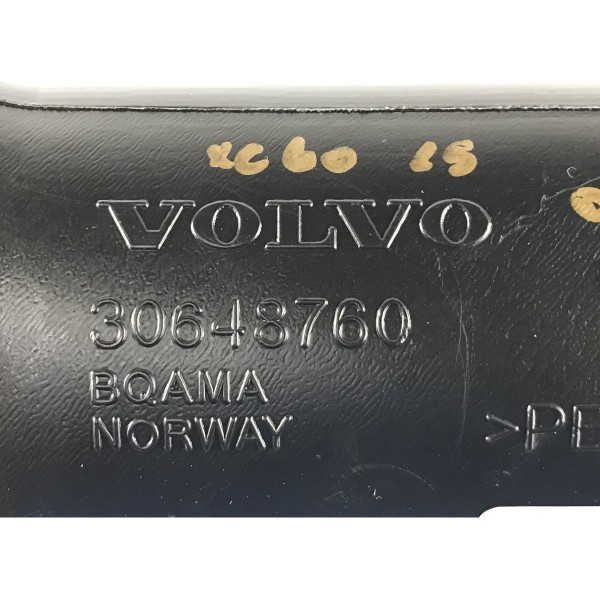 xc60 15
VOLVO
30648760
BQAMA
NORWAY
>PE